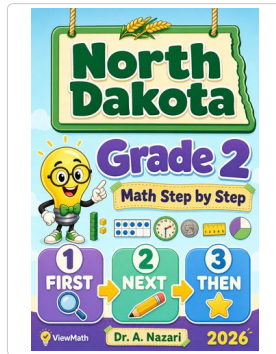 North
Dakota
Grade 2
Math Step by Step
1 2 3
FIRST NEXT THEN
ViewMath Dr. A. Nazari 2026